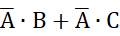 A̅ · B + A̅ · C